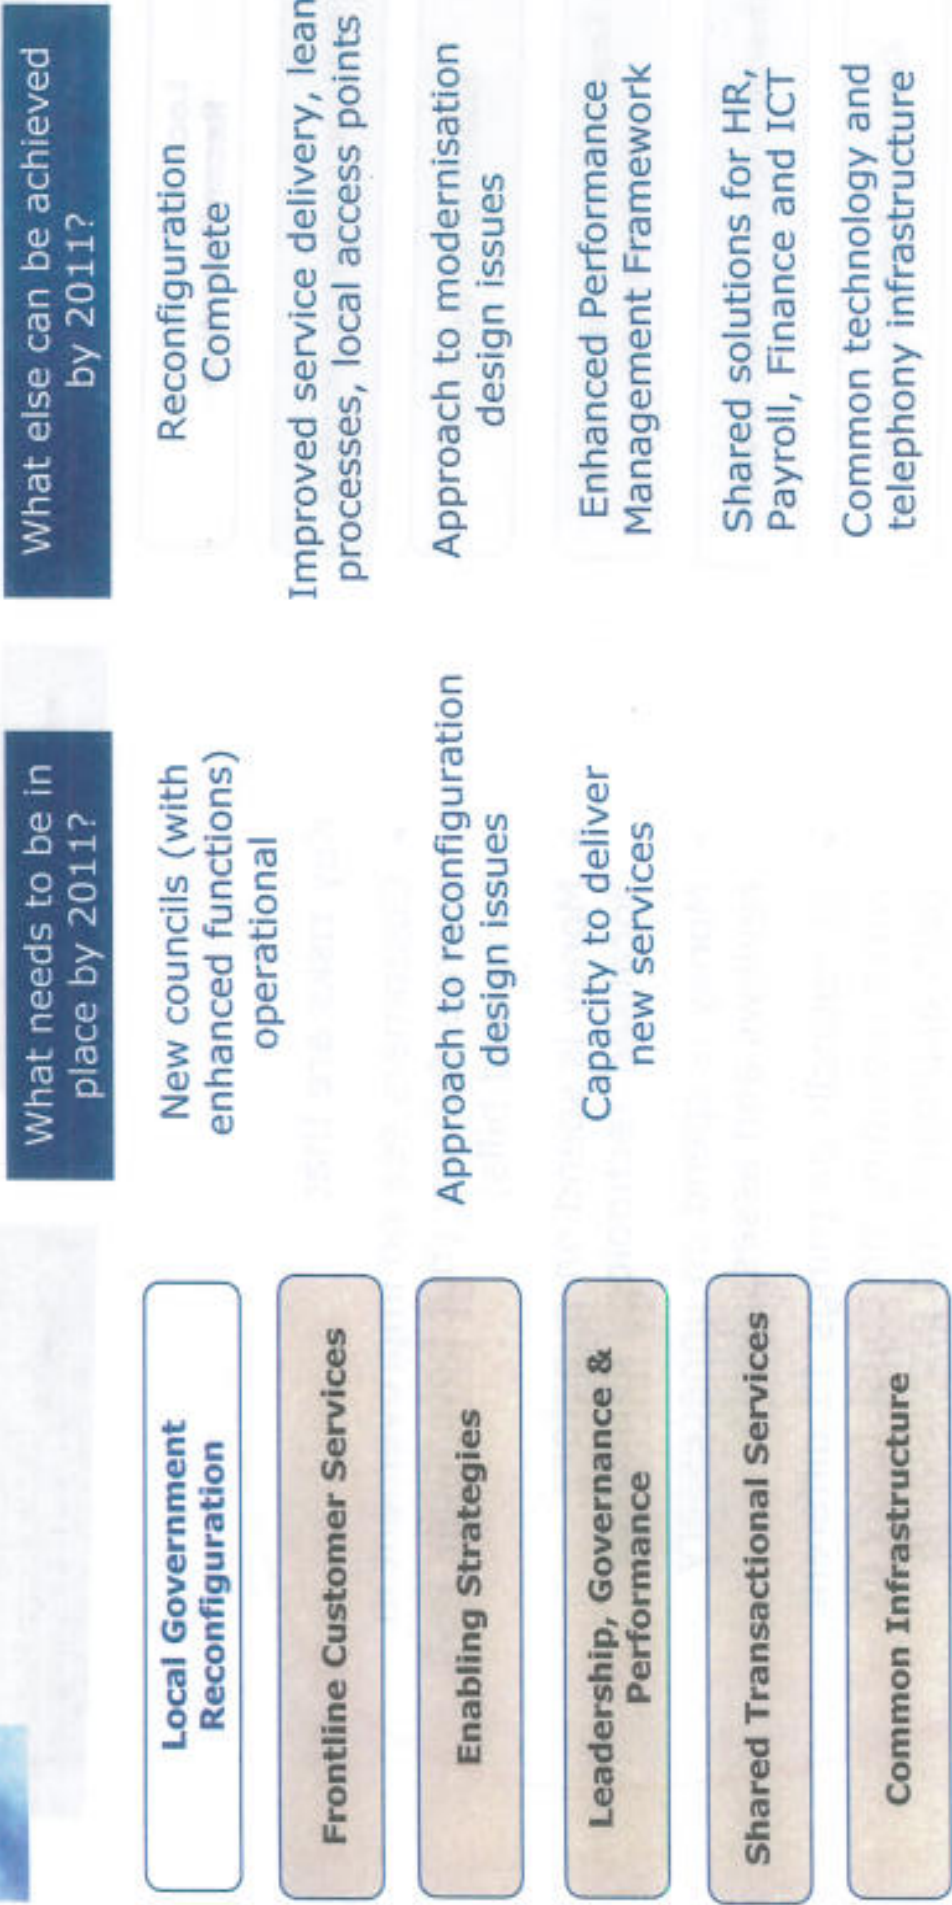 What needs to be in
place by 2011?
What else can be achieved
by 2011?
Local Government
Reconfiguration
New councils (with
enhanced functions)
operational
Reconfiguration
Complete
Frontline Customer Services
Improved service delivery, lean
processes, local access points
Enabling Strategies
Approach to reconfiguration
design issues
Approach to modernisation
design issues
Leadership, Governance &
Performance
Capacity to deliver
new services
Enhanced Performance
Management Framework
Shared Transactional Services
Shared solutions for HR,
Payroll, Finance and ICT
Common Infrastructure
Common technology and
telephony infrastructure